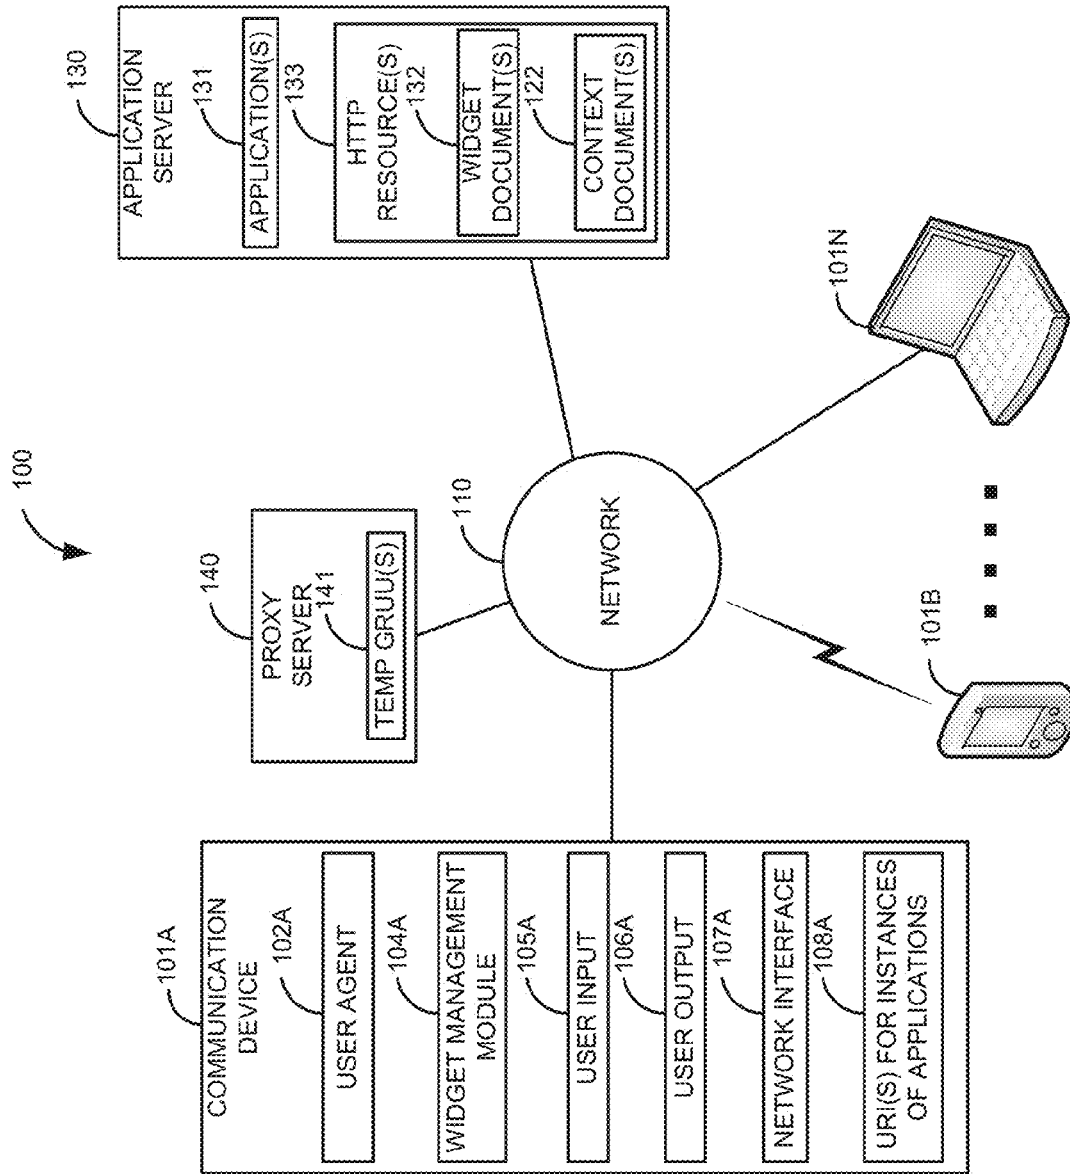 100
101A
COMMUNICATION
DEVICE
102A
USER AGENT
104A
WIDGET MANAGEMENT
MODULE
105A
USER INPUT
106A
USER OUTPUT
107A
NETWORK INTERFACE
108A
URI(S) FOR INSTANCES
OF APPLICATIONS
140
PROXY
SERVER
141
TEMP GRUU(S)
110
NETWORK
130
APPLICATION
SERVER
131
APPLICATION(S)
133
HTTP
RESOURCE(S)
132
WIDGET
DOCUMENT(S)
122
CONTEXT
DOCUMENT(S)
101B
101N